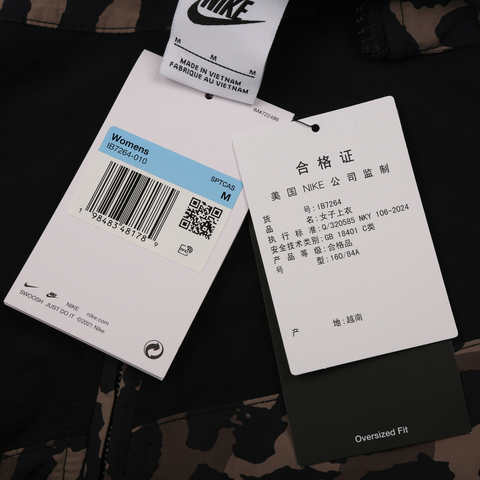 NIKE
M M M
MADE IN VIETNAM
FABRIQUÉ AU VIETNAM
IM#722486
Womens
IB7264-010
SPTCAS
M
1 98483 48178 9
NIKE
nike.com
SWOOSH JUST DO IT ©2021 Nike
合格证
美国 NIKE 公司监制
货号:IB7264
品名:女子上衣
执行标准:Q/320585 NKY 106-2024
安全技术类别:GB 18401 C类
产品等级:合格品
号型:160/84A
产地:越南
Oversized Fit